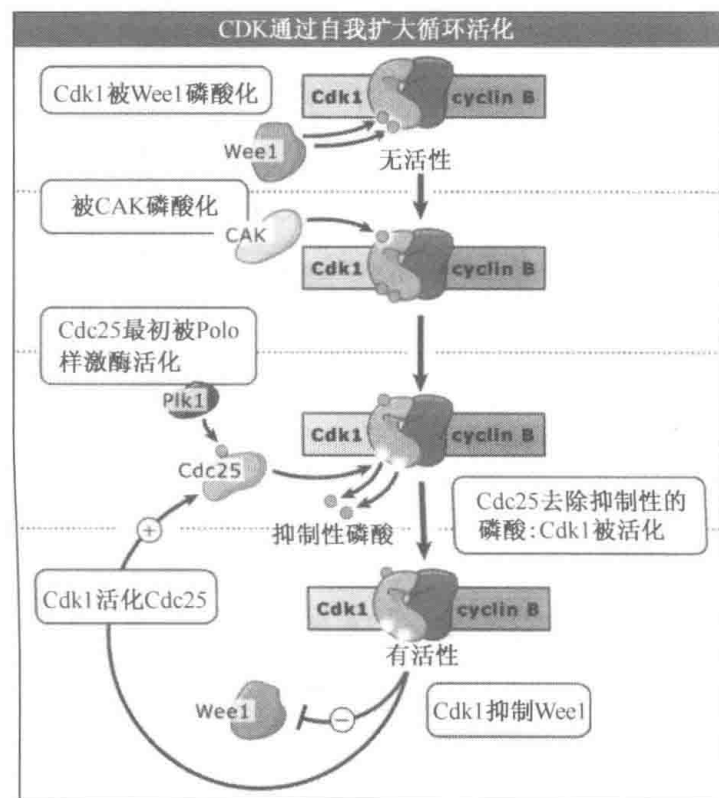 CDK通过自我扩大循环活化
Cdk1被Wee1磷酸化
Cdk1
cyclin B
Wee1
无活性
被CAK磷酸化
CAK
Cdk1
cyclin B
Cdc25最初被Polo
样激酶活化
Plk1
Cdk1
cyclin B
Cdc25
抑制性磷酸
Cdc25去除抑制性的
磷酸:Cdk1被活化
+
Cdk1活化Cdc25
Cdk1
cyclin B
有活性
Wee1
−
Cdk1抑制Wee1